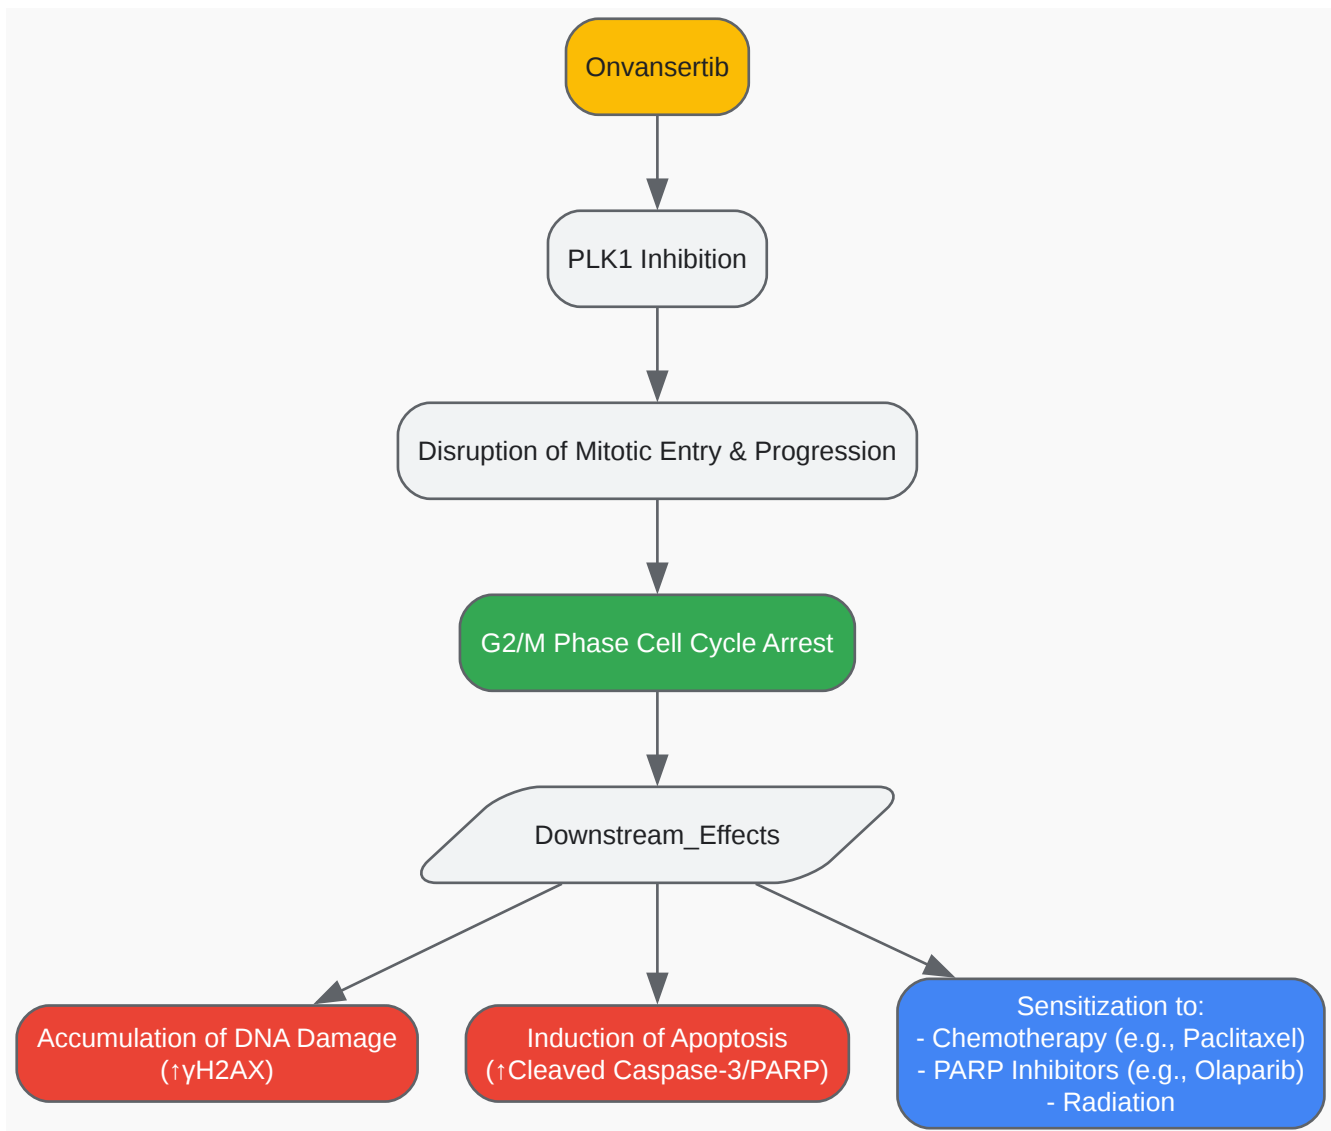 Onvansertib
PLK1 Inhibition
Disruption of Mitotic Entry & Progression
G2/M Phase Cell Cycle Arrest
Downstream_Effects
Accumulation of DNA Damage
(↑γH2AX)
Induction of Apoptosis
(↑Cleaved Caspase-3/PARP)
Sensitization to:
- Chemotherapy (e.g., Paclitaxel)
- PARP Inhibitors (e.g., Olaparib)
- Radiation